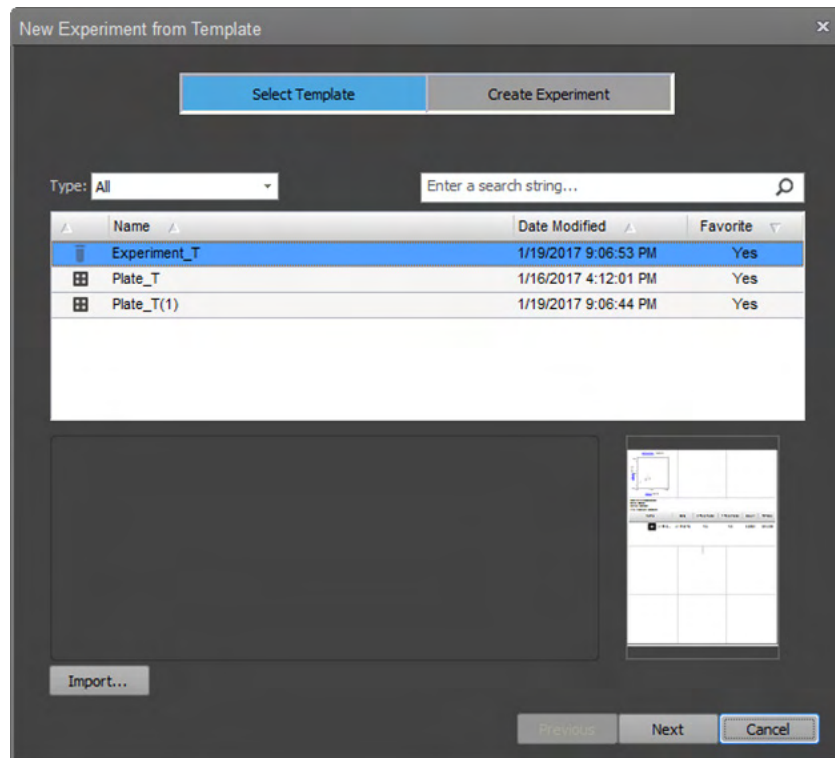 New Experiment from Template
Select Template Create Experiment
Type: All Enter a search string...
Name Date Modified Favorite
Experiment_T 1/19/2017 9:06:53 PM Yes
Plate_T 1/16/2017 4:12:01 PM Yes
Plate_T(1) 1/19/2017 9:06:44 PM Yes
Import...
Previous Next Cancel